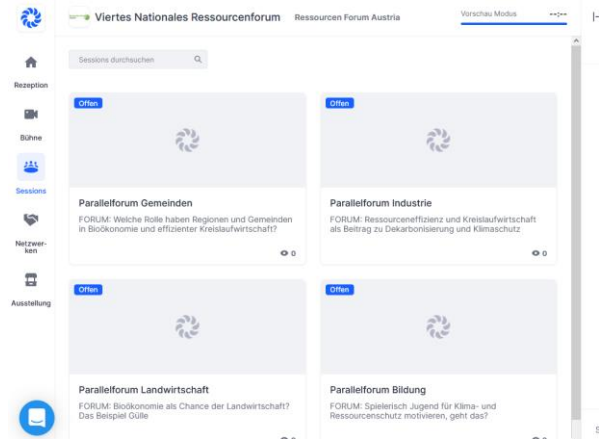 Viertes Nationales Ressourcenforum
Ressourcen Forum Austria
Vorschau Modus
--:--
Sessions durchsuchen
Rezeption
Bühne
Sessions
Netzwer-
ken
Ausstellung
Offen
Parallelforum Gemeinden
FORUM: Welche Rolle haben Regionen und Gemeinden
in Bioökonomie und effizienter Kreislaufwirtschaft?
0
Offen
Parallelforum Industrie
FORUM: Ressourceneffizienz und Kreislaufwirtschaft
als Beitrag zu Dekarbonisierung und Klimaschutz
0
Offen
Parallelforum Landwirtschaft
FORUM: Bioökonomie als Chance der Landwirtschaft?
Das Beispiel Gülle
Offen
Parallelforum Bildung
FORUM: Spielerisch Jugend für Klima- und
Ressourcenschutz motivieren, geht das?